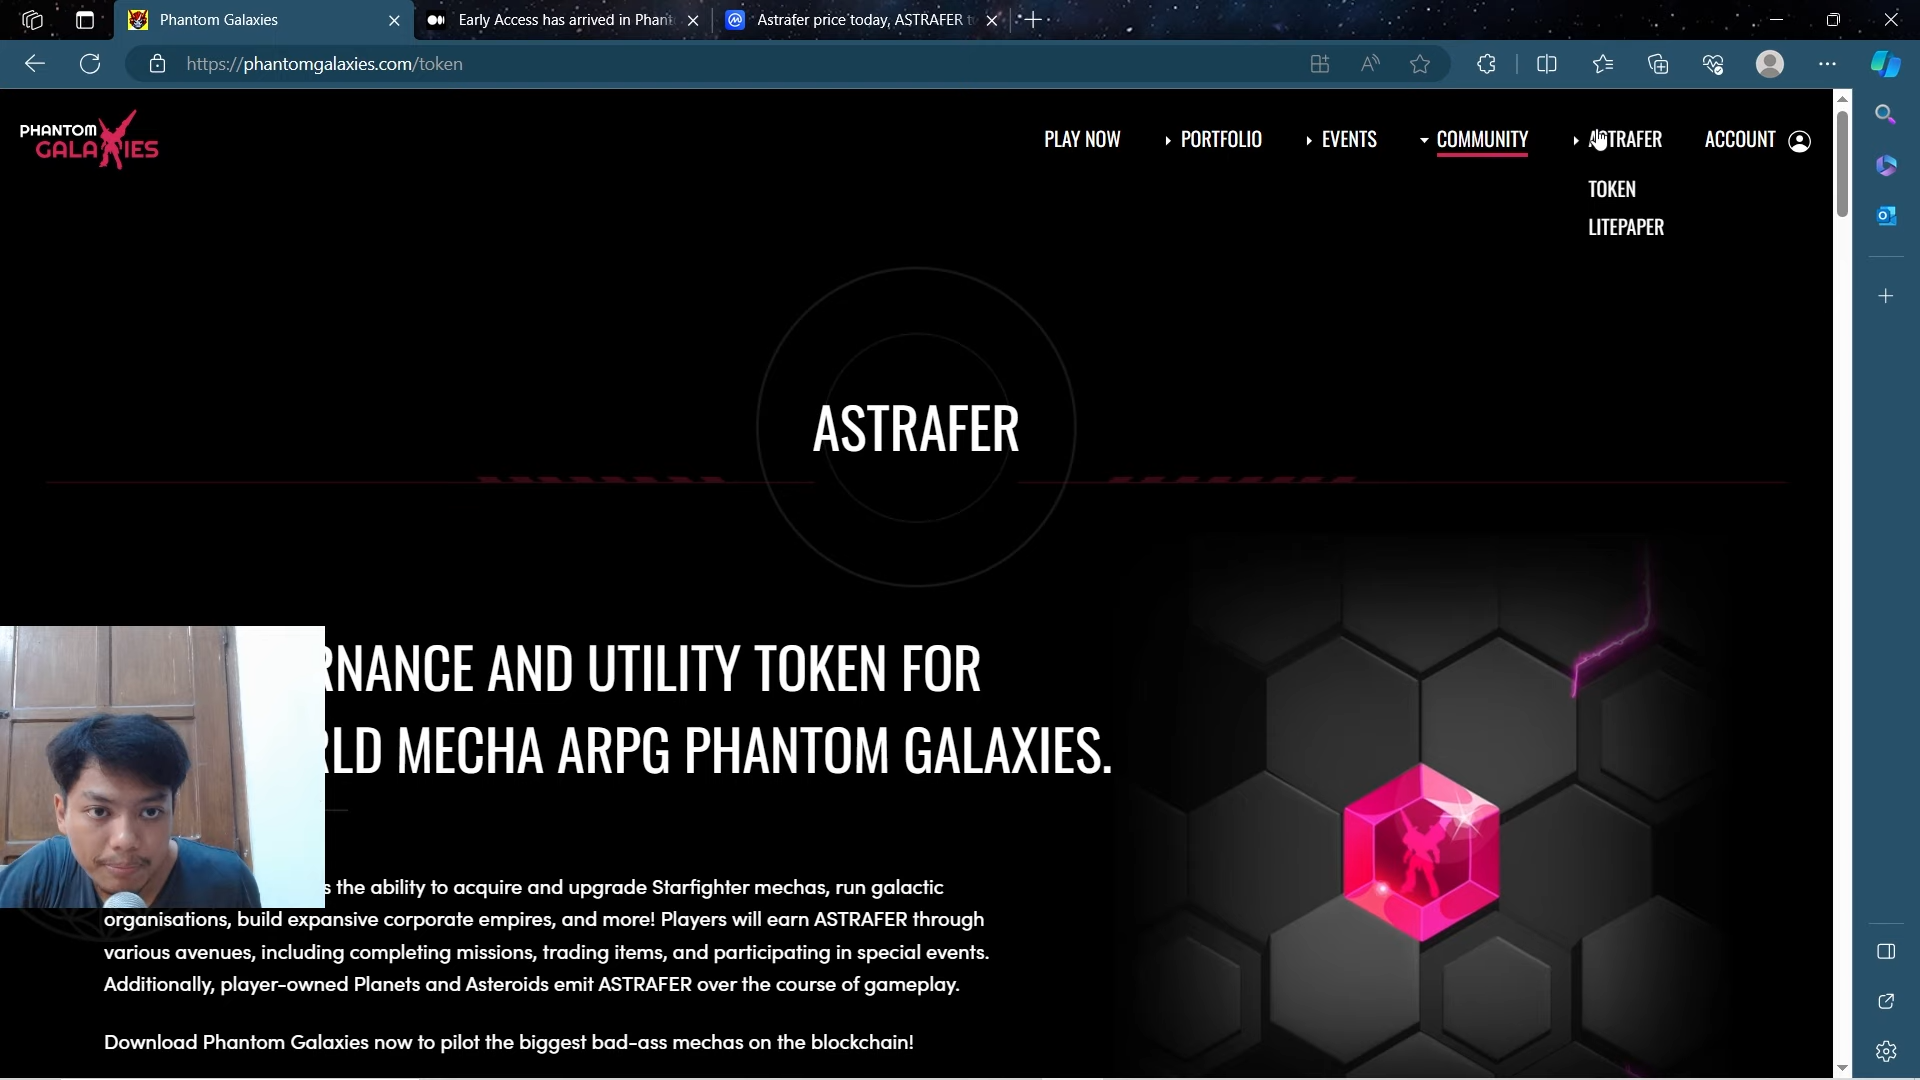 Phantom Galaxies
Early Access has arrived in Phant
Astrafer price today, ASTRAFER t
https://phantomgalaxies.com/token
PHANTOM
GALAXIES
PLAY NOW
PORTFOLIO
EVENTS
COMMUNITY
ASTRAFER
ACCOUNT
TOKEN
LITEPAPER
ASTRAFER
RNANCE AND UTILITY TOKEN FOR
RLD MECHA ARPG PHANTOM GALAXIES.
s the ability to acquire and upgrade Starfighter mechas, run galactic
organisations, build expansive corporate empires, and more! Players will earn ASTRAFER through
various avenues, including completing missions, trading items, and participating in special events.
Additionally, player-owned Planets and Asteroids emit ASTRAFER over the course of gameplay.
Download Phantom Galaxies now to pilot the biggest bad-ass mechas on the blockchain!